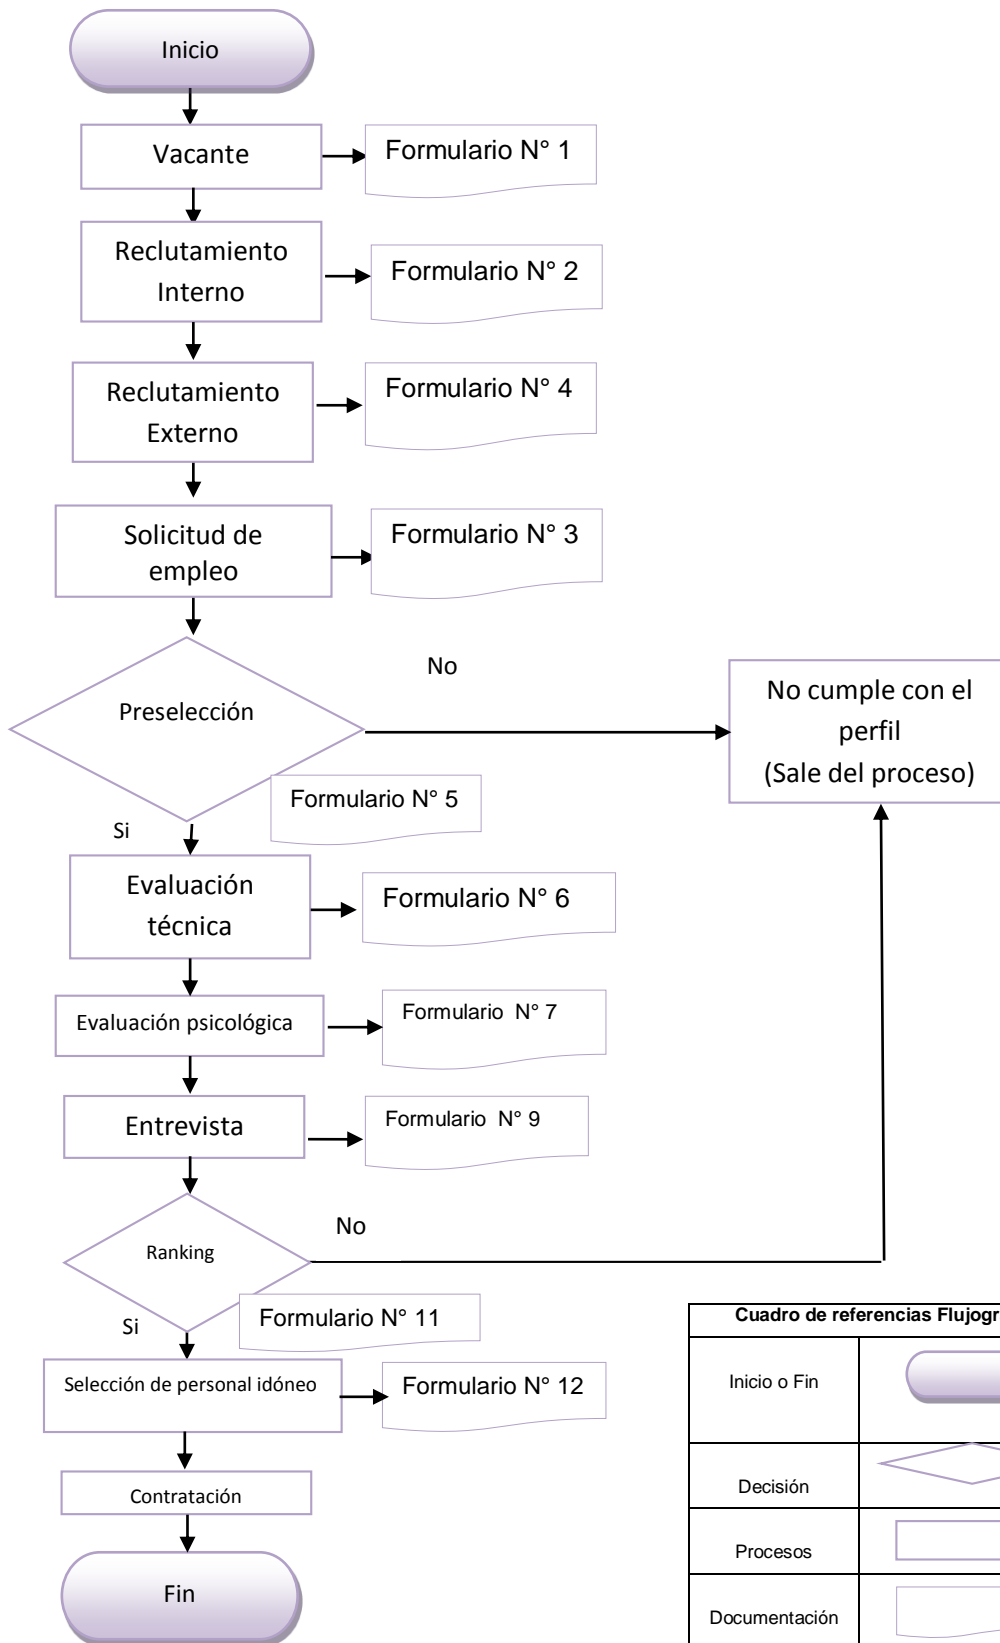 Inicio
Vacante
Formulario N° 1
Reclutamiento
Interno
Formulario N° 2
Reclutamiento
Externo
Formulario N° 4
Solicitud de
empleo
Formulario N° 3
No
Preselección
No cumple con el
perfil
(Sale del proceso)
Formulario N° 5
Si
Evaluación
técnica
Formulario N° 6
Evaluación psicológica
Formulario N° 7
Entrevista
Formulario N° 9
No
Ranking
Formulario N° 11
Si
Selección de personal idóneo
Formulario N° 12
Contratación
Fin
Cuadro de referencias Flujogr
Inicio o Fin
Decisión
Procesos
Documentación